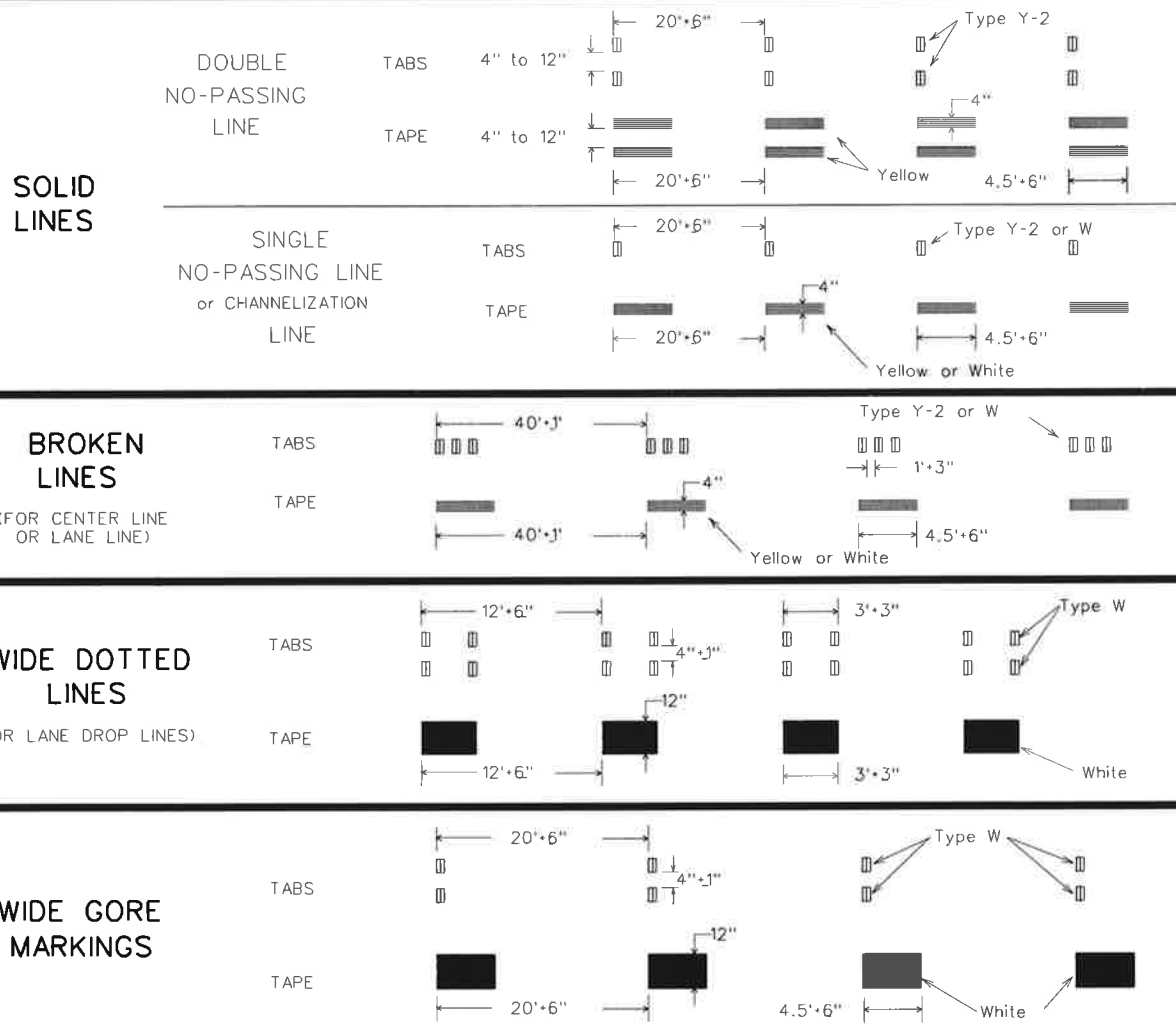 SOLID
LINES
DOUBLE
NO-PASSING
LINE
TABS
4" to 12"
20'±6"
Type Y-2
TAPE
4" to 12"
4"
Yellow
20'±6"
4.5'±6"
SINGLE
NO-PASSING LINE
or CHANNELIZATION
LINE
TABS
20'±6"
Type Y-2 or W
TAPE
4"
20'±6"
4.5'±6"
Yellow or White
BROKEN
LINES
(FOR CENTER LINE
OR LANE LINE)
TABS
40'±1'
Type Y-2 or W
1'±3"
TAPE
4"
40'±1'
4.5'±6"
Yellow or White
WIDE DOTTED
LINES
OR LANE DROP LINES)
TABS
12'±6"
3'±3"
Type W
4"±1"
TAPE
12"
12'±6"
3'±3"
White
WIDE GORE
MARKINGS
TABS
20'±6"
4"±1"
Type W
TAPE
12"
20'±6"
4.5'±6"
White